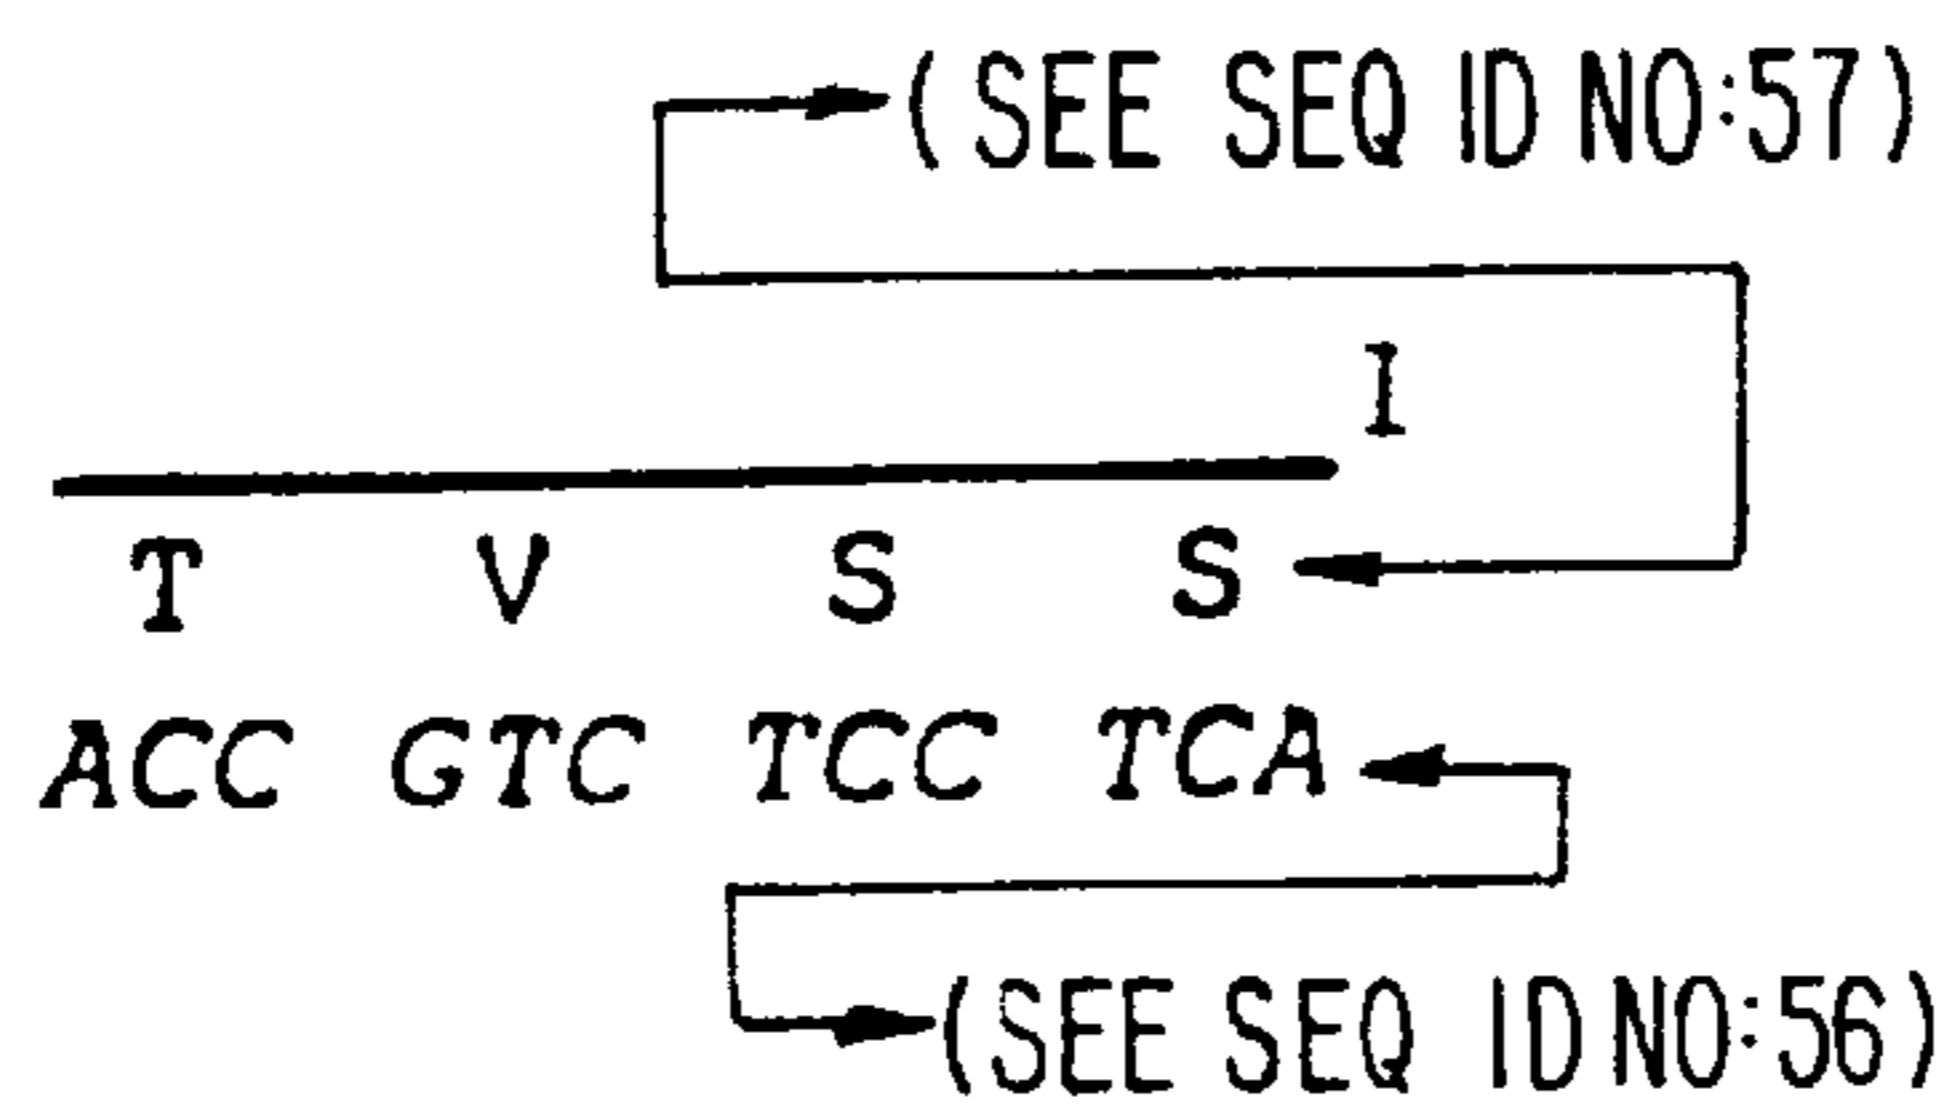 (SEE SEQ ID NO:57)
I
T V S S
ACC GTC TCC TCA
(SEE SEQ ID NO:56)